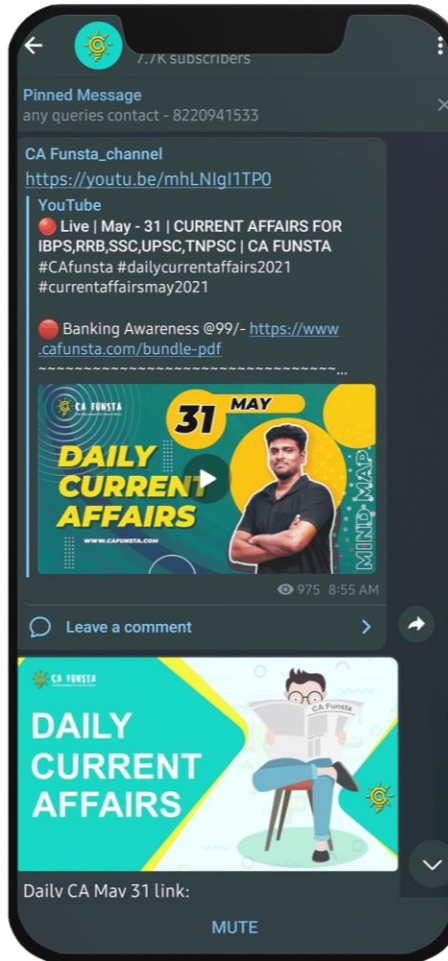 7.7K subscribers
Pinned Message
any queries contact - 8220941533
CA Funsta_channel
https://youtu.be/mhLNIgI1TP0
YouTube
Live | May - 31 | CURRENT AFFAIRS FOR
IBPS,RRB,SSC,UPSC,TNPSC | CA FUNSTA
#CAfunsta #dailycurrentaffairs2021
#currentaffairsmay2021
Banking Awareness @99/- https://www
.cafunsta.com/bundle-pdf
~~~~~~~~~~~~~~~~~~~~~~~~~~~~~~~~~...
CA FUNSTA
31 MAY
DAILY
CURRENT
AFFAIRS
WWW.CAFUNSTA.COM
MIND MAP
975 8:55 AM
Leave a comment
CA FUNSTA
DAILY
CURRENT
AFFAIRS
CA Funsta
Daily CA May 31 link:
MUTE